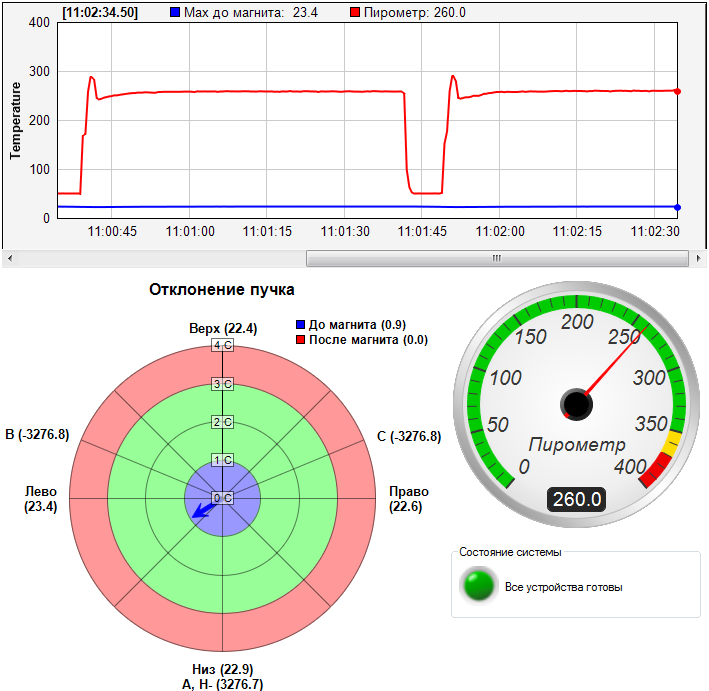 [11:02:34.50] Max до магнита: 23.4 Пирометр: 260.0
400
300
200
100
0
Temperature
11:00:45 11:01:00 11:01:15 11:01:30 11:01:45 11:02:00 11:02:15 11:02:30
Отклонение пучка
Верх (22.4)
До магнита (0.9)
После магнита (0.0)
4 C
3 C
2 C
1 C
0 C
B (-3276.8)
C (-3276.8)
Лево
(23.4)
Право
(22.6)
Низ (22.9)
A, H- (3276.7)
0
50
100
150
200
250
300
350
400
Пирометр
260.0
Состояние системы
Все устройства готовы